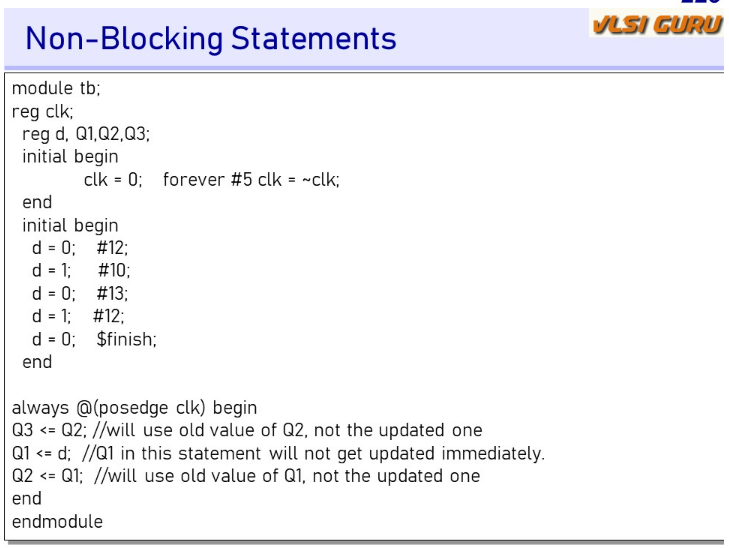 Non-Blocking Statements
VLSI GURU
module tb;
reg clk;
reg d, Q1,Q2,Q3;
initial begin
clk = 0; forever #5 clk = ~clk;
end
initial begin
d = 0; #12;
d = 1; #10;
d = 0; #13;
d = 1; #12;
d = 0; $finish;
end
always @(posedge clk) begin
Q3 <= Q2; //will use old value of Q2, not the updated one
Q1 <= d; //Q1 in this statement will not get updated immediately.
Q2 <= Q1; //will use old value of Q1, not the updated one
end
endmodule